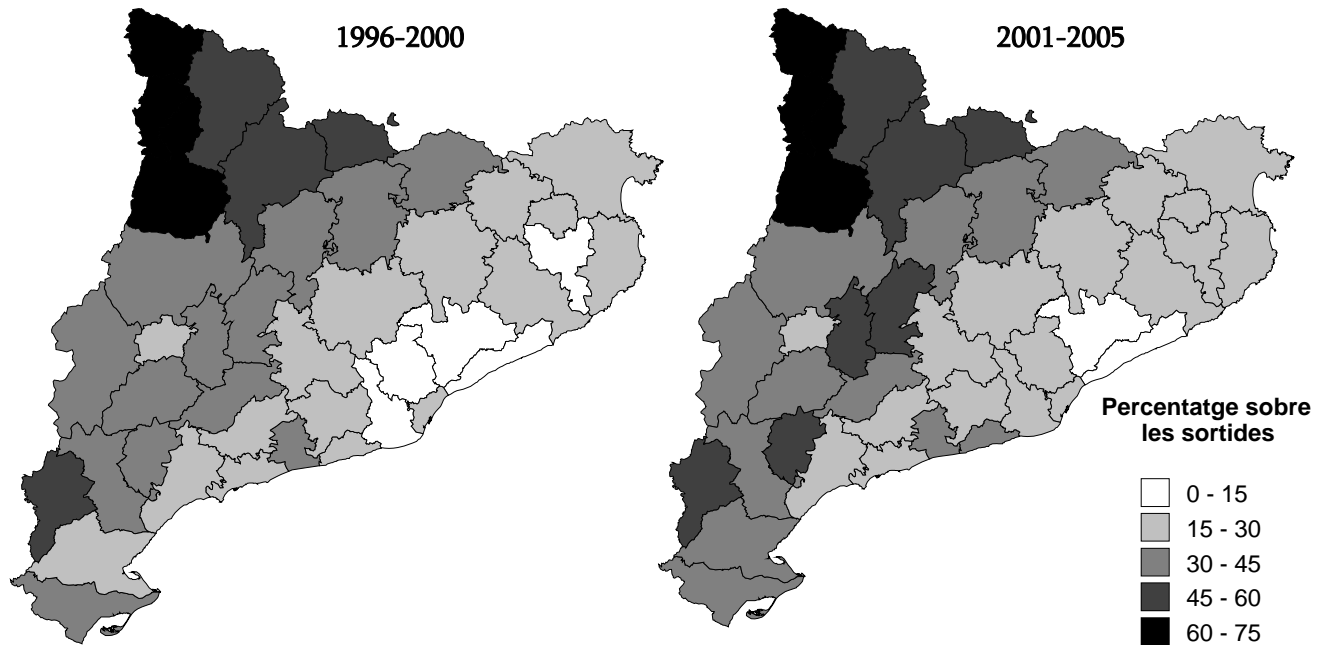 1996-2000
2001-2005
Percentatge sobre
les sortides
0 - 15
15 - 30
30 - 45
45 - 60
60 - 75